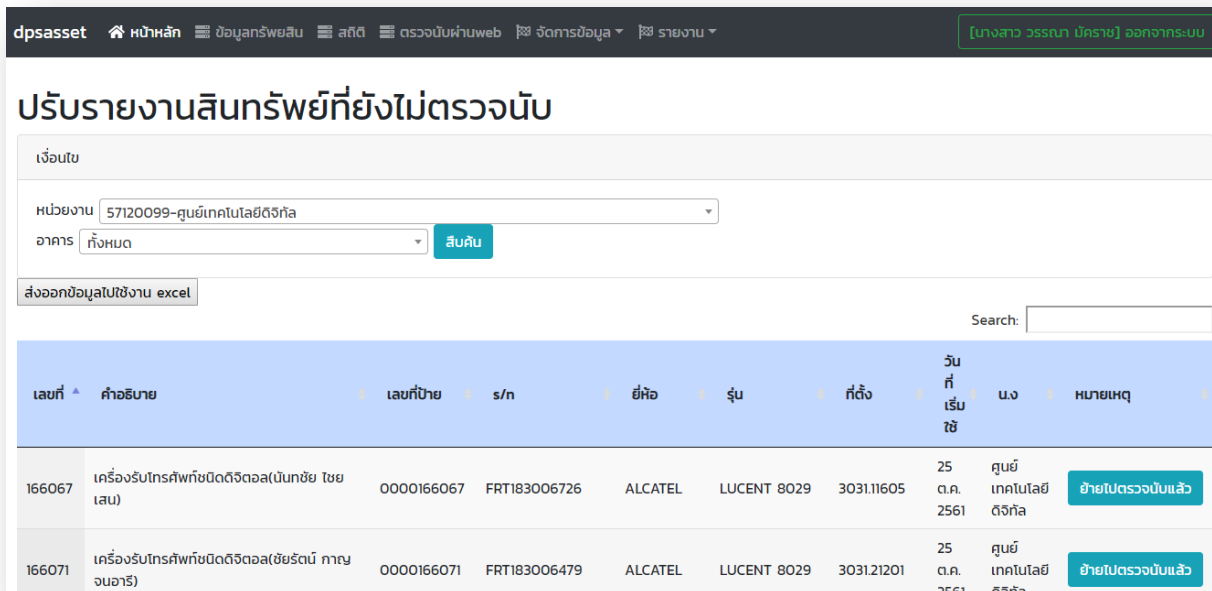 dpsasset หน้าหลัก ข้อมูลทรัพยสิน สถิติ ตรวจนับผ่านweb จัดการข้อมูล รายงาน [นางสาว วรรณา มัคราช] ออกจากระบบ
ปรับรายงานสินทรัพย์ที่ยังไม่ตรวจนับ
เงื่อนไข
หน่วยงาน 57120099-ศูนย์เทคโนโลยีดิจิทัล
อาคาร ทั้งหมด สืบค้น
ส่งออกข้อมูลไปใช้งาน excel
Search:
เลขที่ คำอธิบาย เลขที่ป้าย s/n ยี่ห้อ รุ่น ที่ตั้ง วันที่เริ่มใช้ น.ง หมายเหตุ
166067 เครื่องรับโทรศัพท์ชนิดดิจิตอล(นันทชัย ไชยเสน) 0000166067 FRT183006726 ALCATEL LUCENT 8029 3031.11605 25 ต.ค. 2561 ศูนย์เทคโนโลยีดิจิทัล ย้ายไปตรวจนับแล้ว
166071 เครื่องรับโทรศัพท์ชนิดดิจิตอล(ชัยรัตน์ กาญจนอารี) 0000166071 FRT183006479 ALCATEL LUCENT 8029 3031.21201 25 ต.ค. 2561 ศูนย์เทคโนโลยีดิจิทัล ย้ายไปตรวจนับแล้ว